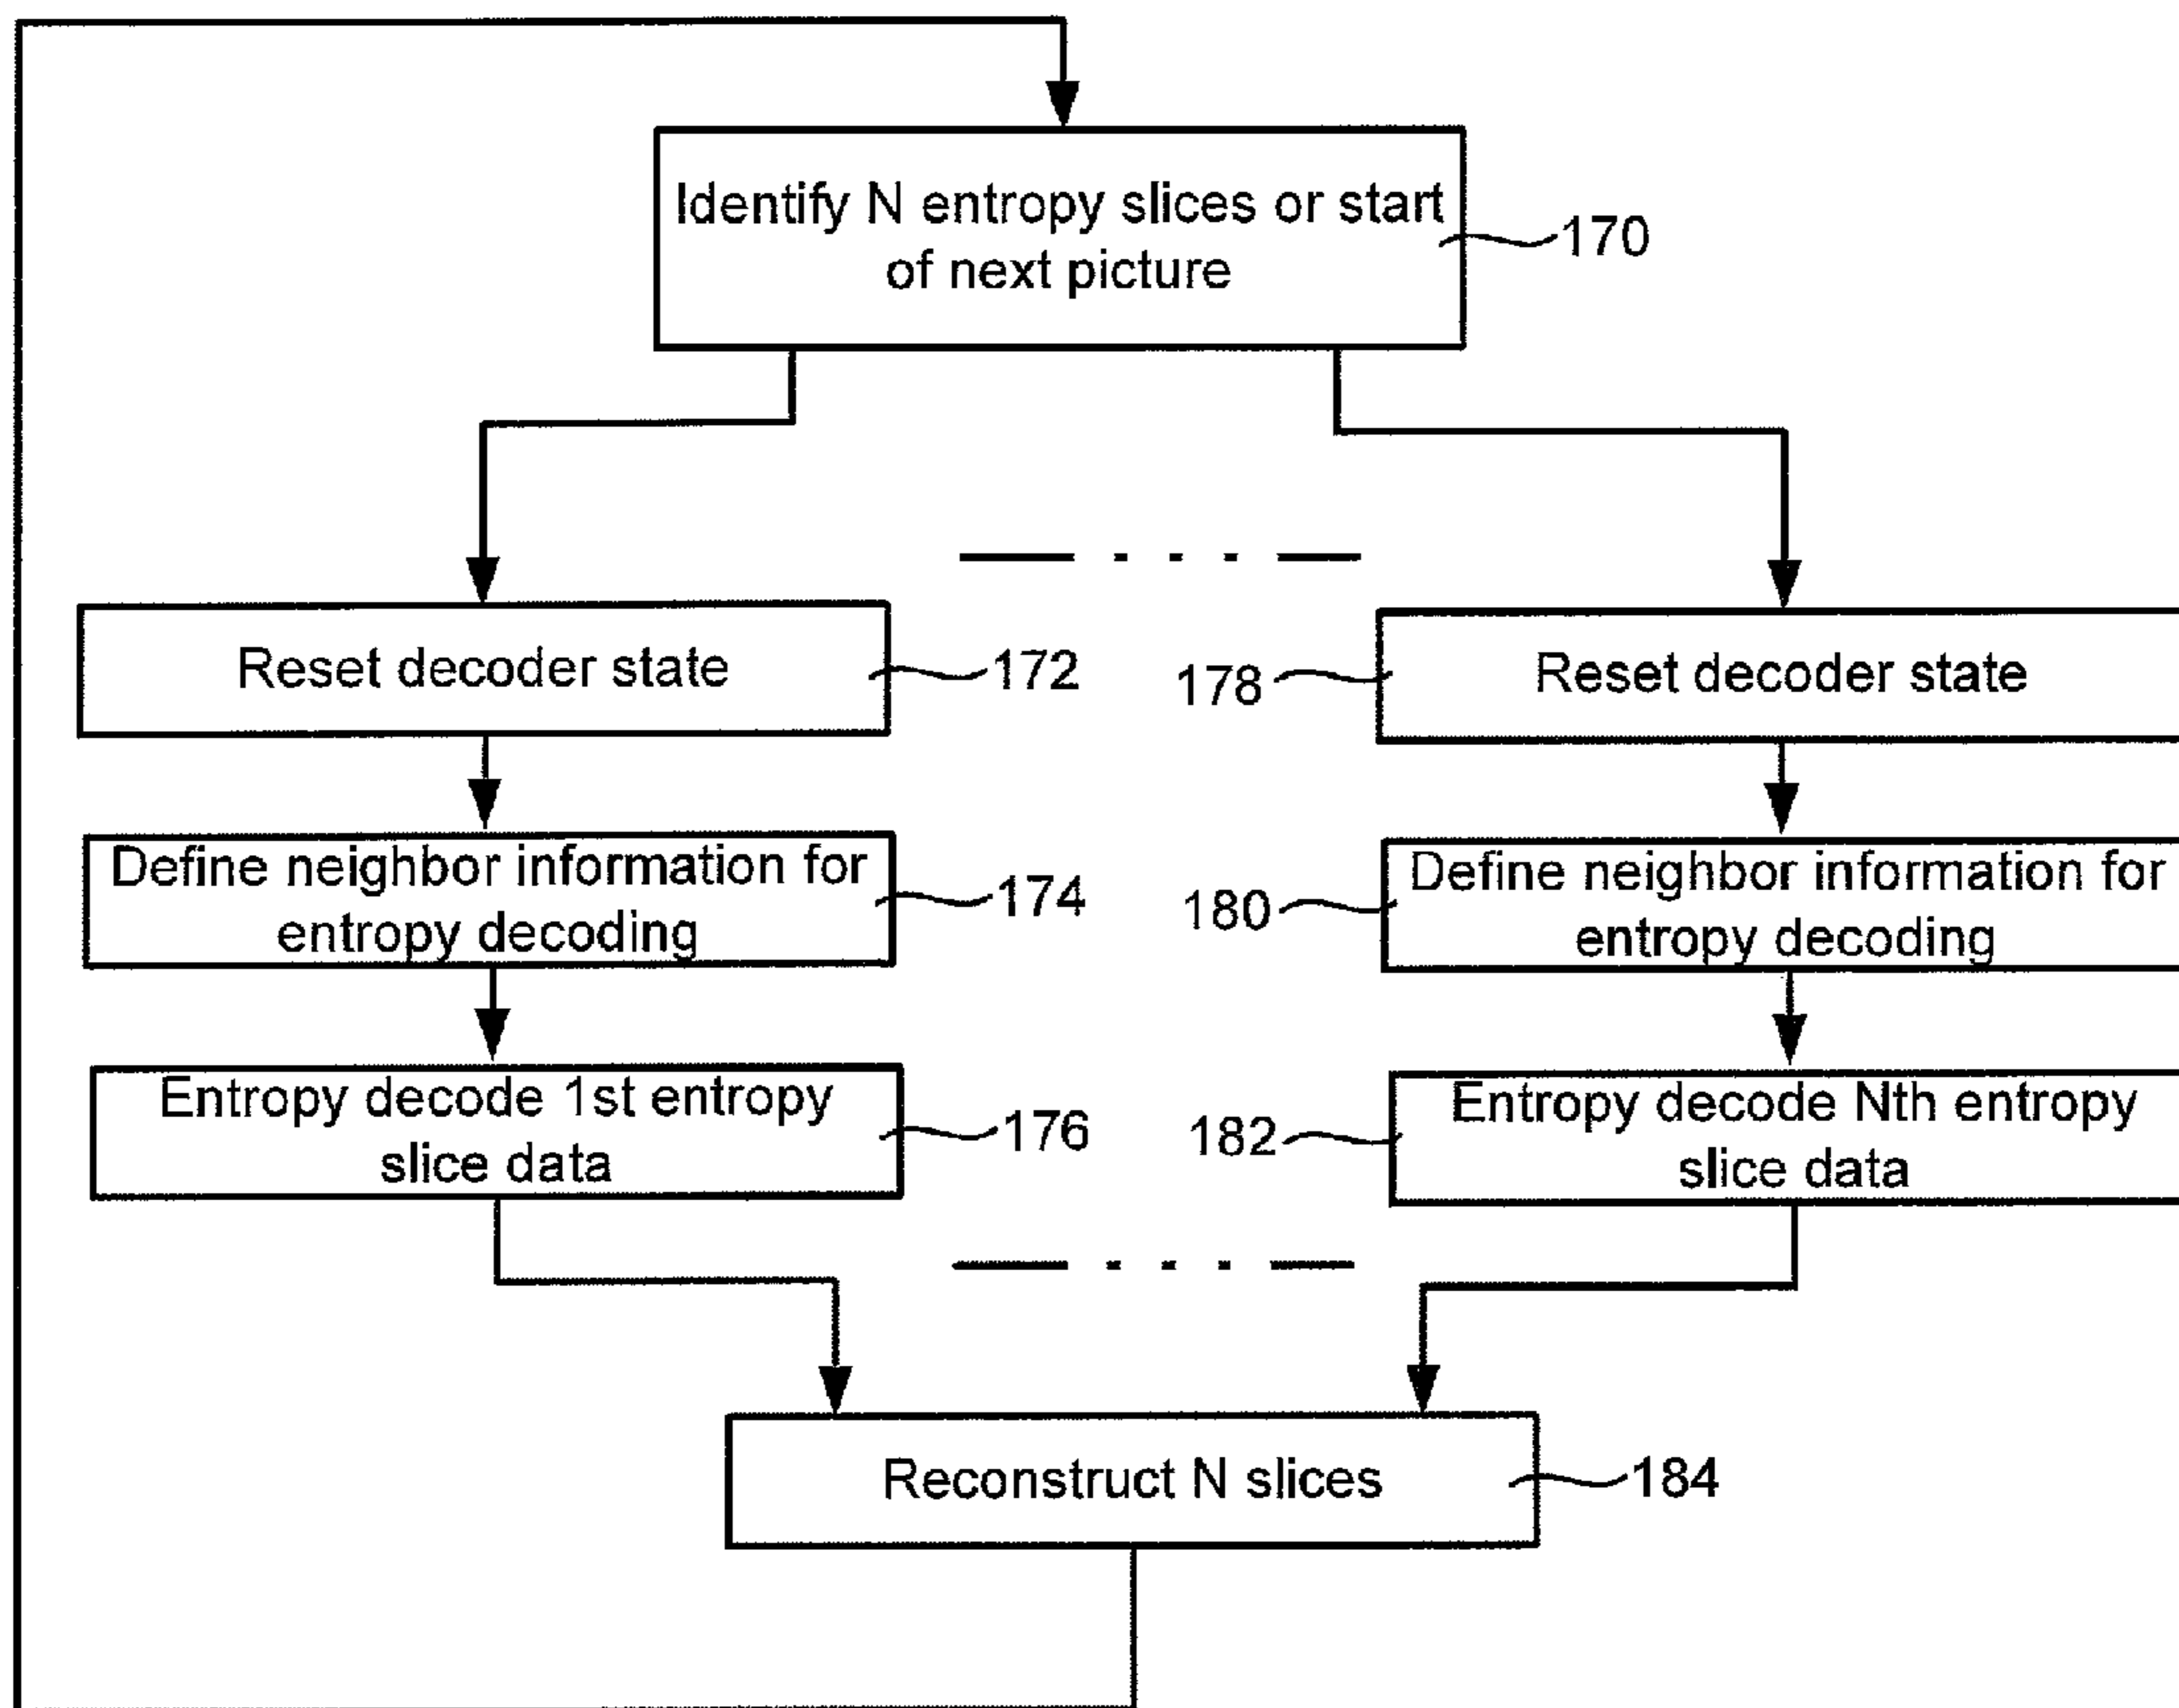 Identify N entropy slices or start
of next picture
170
Reset decoder state
172
178
Reset decoder state
Define neighbor information for
entropy decoding
174
180
Define neighbor information for
entropy decoding
Entropy decode 1st entropy
slice data
176
182
Entropy decode Nth entropy
slice data
Reconstruct N slices
184